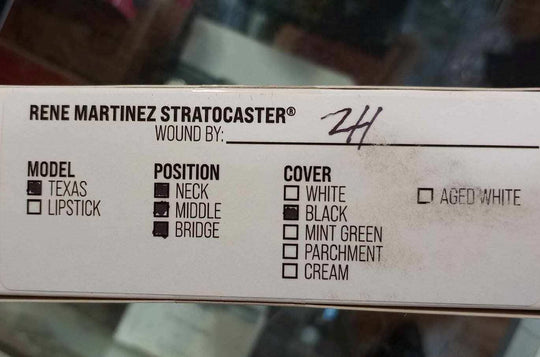 RENE MARTINEZ STRATOCASTER®
WOUND BY: ZH
MODEL
TEXAS
LIPSTICK
POSITION
NECK
MIDDLE
BRIDGE
COVER
WHITE
BLACK
MINT GREEN
PARCHMENT
CREAM
AGED WHITE